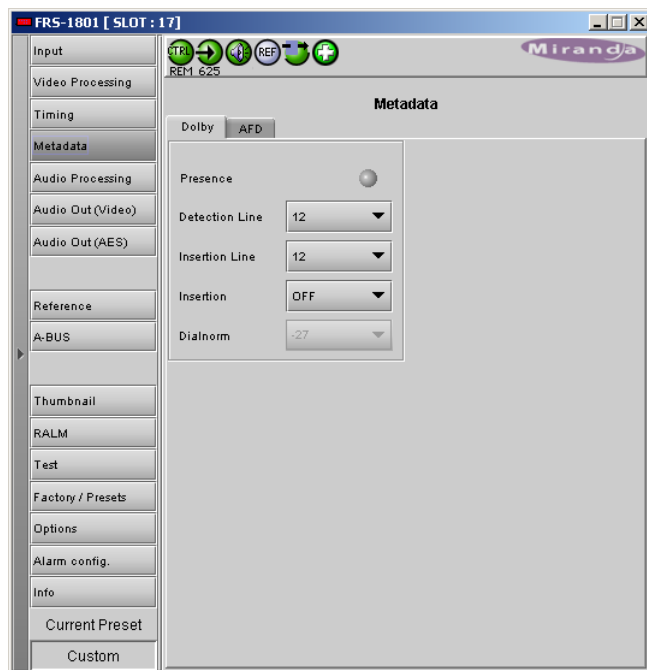 FRS-1801 [ SLOT : 17]
Input
Video Processing
Timing
Metadata
Audio Processing
Audio Out (Video)
Audio Out (AES)
Reference
A-BUS
Thumbnail
RALM
Test
Factory / Presets
Options
Alarm config.
Info
Current Preset
Custom
CTRL REF
REM 625
Miranda
Metadata
Dolby AFD
Presence
Detection Line 12
Insertion Line 12
Insertion OFF
Dialnorm -27